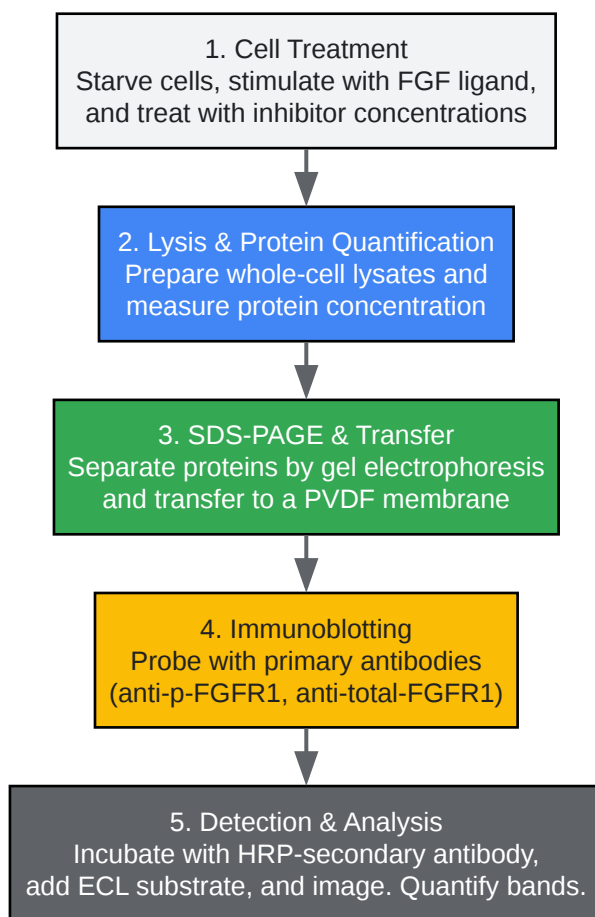 1. Cell Treatment
Starve cells, stimulate with FGF ligand,
and treat with inhibitor concentrations
2. Lysis & Protein Quantification
Prepare whole-cell lysates and
measure protein concentration
3. SDS-PAGE & Transfer
Separate proteins by gel electrophoresis
and transfer to a PVDF membrane
4. Immunoblotting
Probe with primary antibodies
(anti-p-FGFR1, anti-total-FGFR1)
5. Detection & Analysis
Incubate with HRP-secondary antibody,
add ECL substrate, and image. Quantify bands.